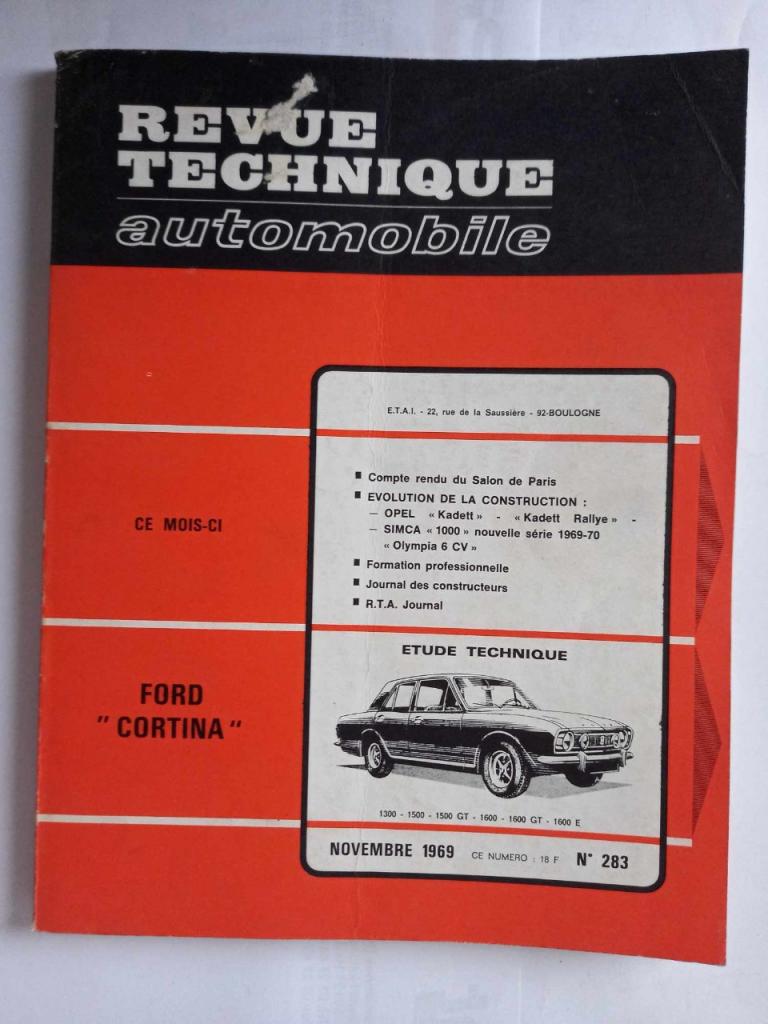 REVUE
TECHNIQUE
automobile
E.T.A.I. - 22, rue de la Saussière - 92-BOULOGNE
CE MOIS-CI
■ Compte rendu du Salon de Paris
■ EVOLUTION DE LA CONSTRUCTION :
— OPEL « Kadett » - « Kadett Rallye » -
— SIMCA « 1000 » nouvelle série 1969-70
« Olympia 6 CV »
■ Formation professionnelle
■ Journal des constructeurs
■ R.T.A. Journal
FORD
"CORTINA"
ETUDE TECHNIQUE
1300 - 1500 - 1500 GT - 1600 - 1600 GT - 1600 E
NOVEMBRE 1969 CE NUMERO : 18 F N° 283